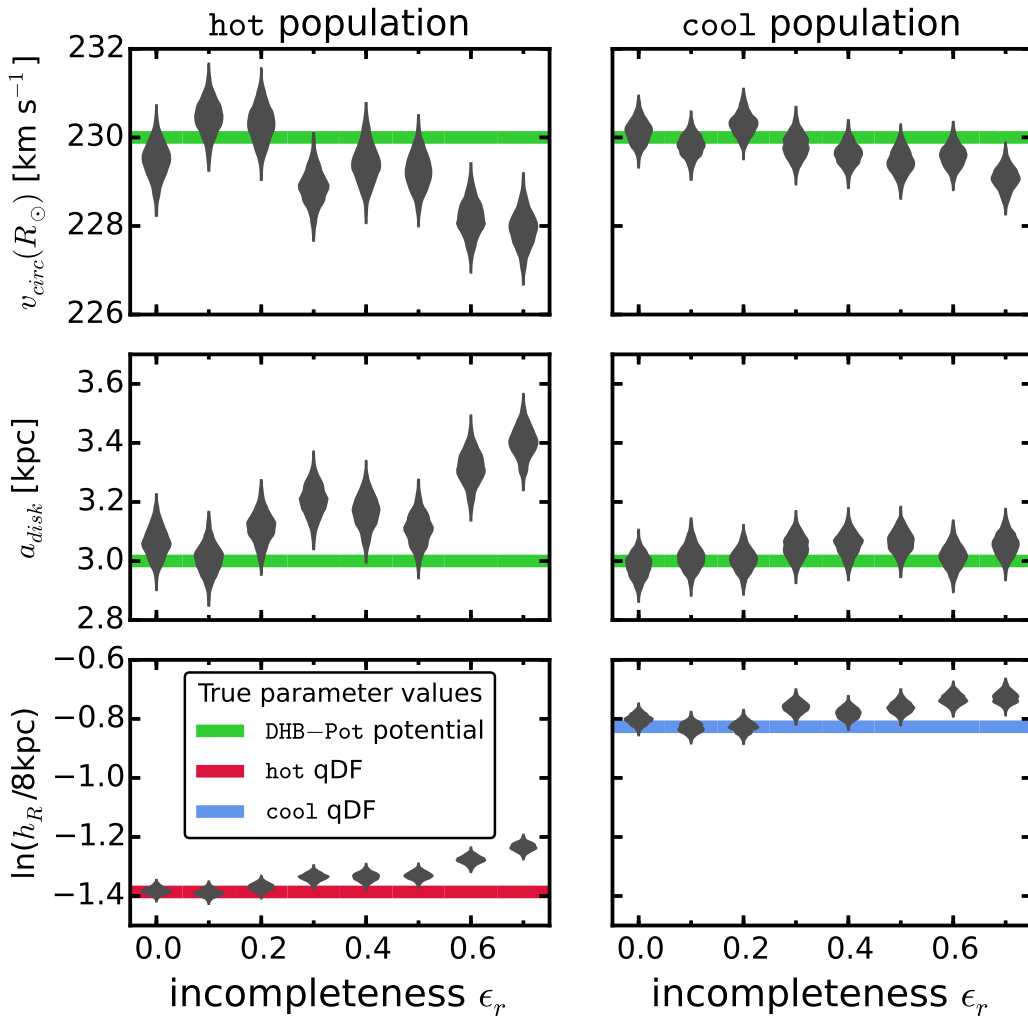 hot population
cool population
v_circ(R_⊙) [km s⁻¹]
232
230
228
226
a_disk [kpc]
3.6
3.4
3.2
3.0
2.8
ln(h_R/8kpc)
−0.6
−0.8
−1.0
−1.2
−1.4
True parameter values
DHB−Pot potential
hot qDF
cool qDF
0.0 0.2 0.4 0.6
0.0 0.2 0.4 0.6
incompleteness ϵ_r
incompleteness ϵ_r